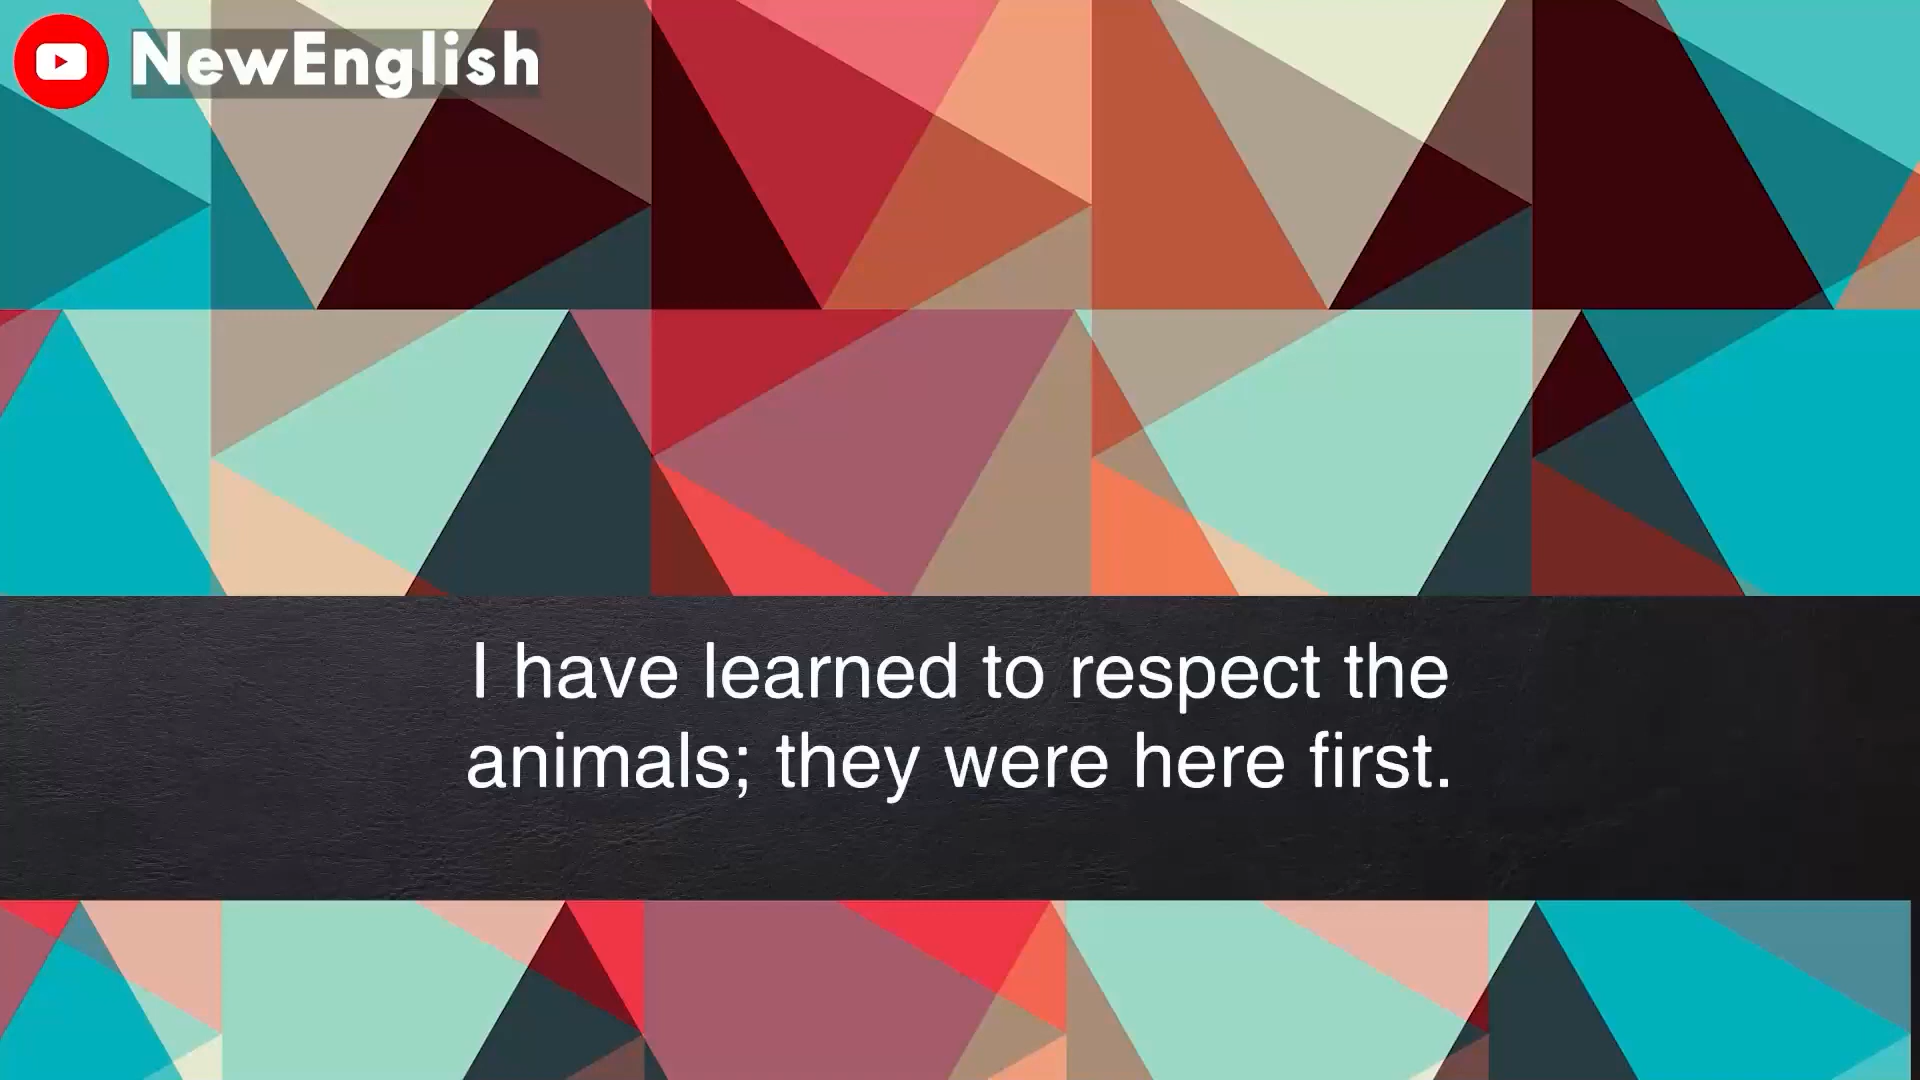 NewEnglish
I have learned to respect the
animals; they were here first.